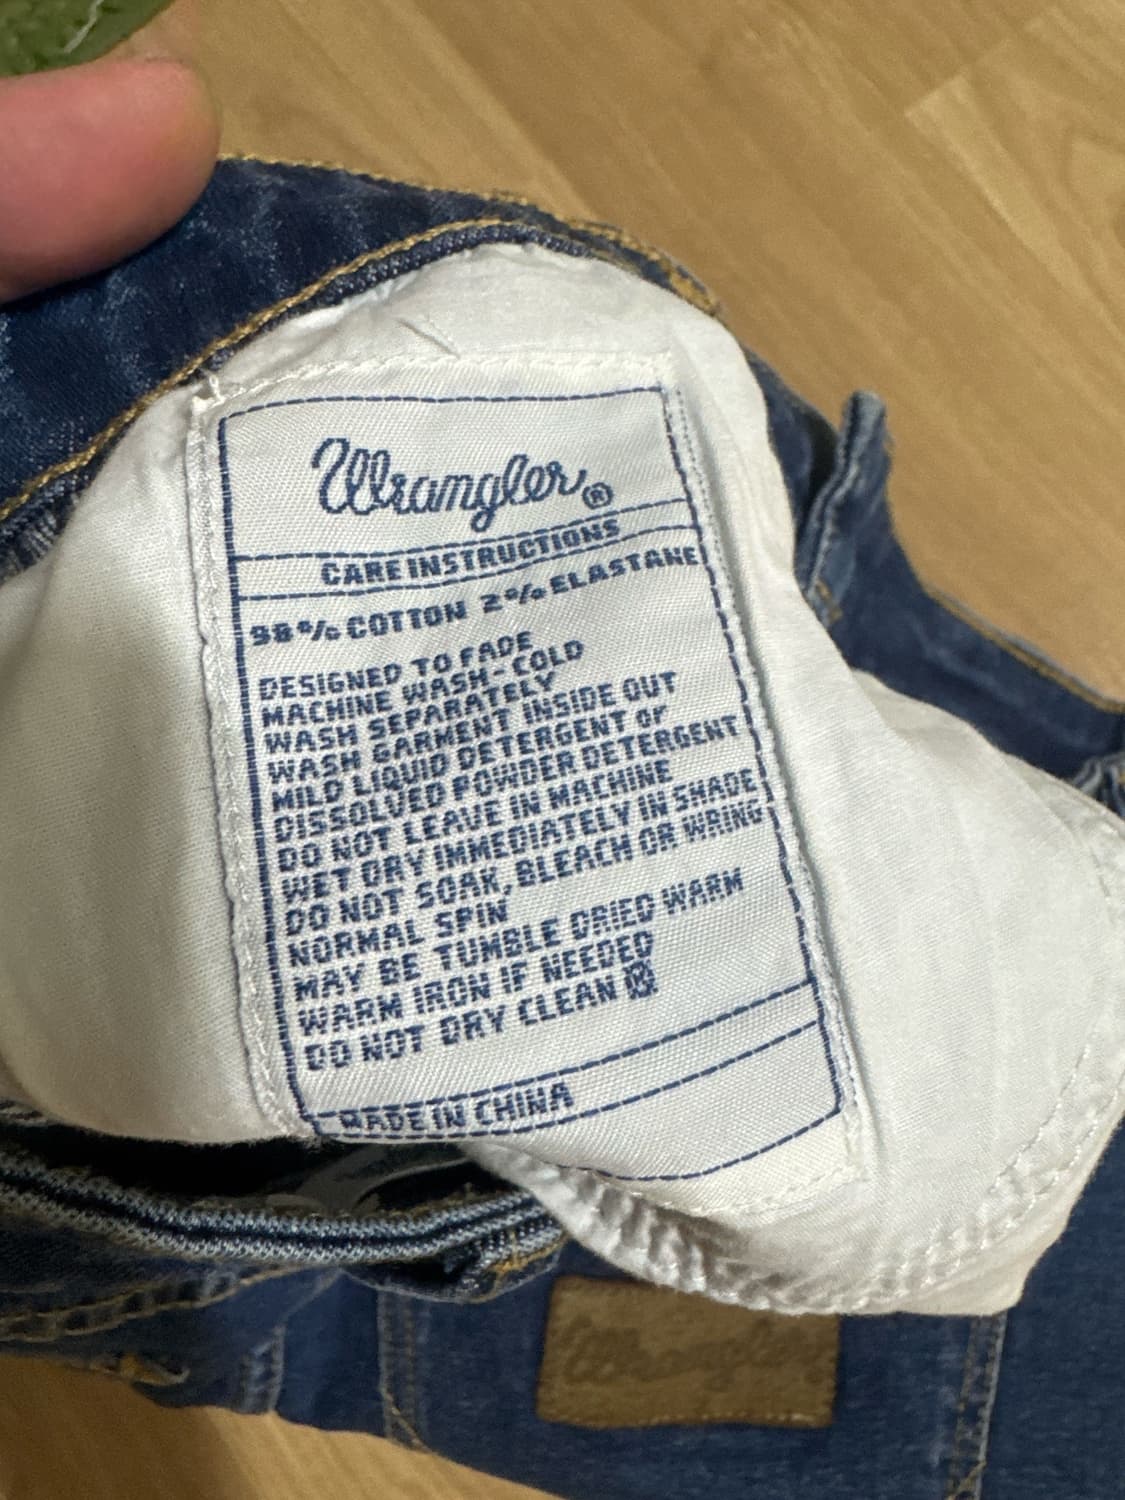 Wrangler®
CARE INSTRUCTIONS
98% COTTON 2% ELASTANE
DESIGNED TO FADE
MACHINE WASH-COLD
WASH SEPARATELY
WASH GARMENT INSIDE OUT
MILD LIQUID DETERGENT or
DISSOLVED POWDER DETERGENT
DO NOT LEAVE IN MACHINE
WET DRY IMMEDIATELY IN SHADE
DO NOT SOAK, BLEACH OR WRING
NORMAL SPIN
MAY BE TUMBLE DRIED WARM
WARM IRON IF NEEDED
DO NOT DRY CLEAN
MADE IN CHINA
Wrangler